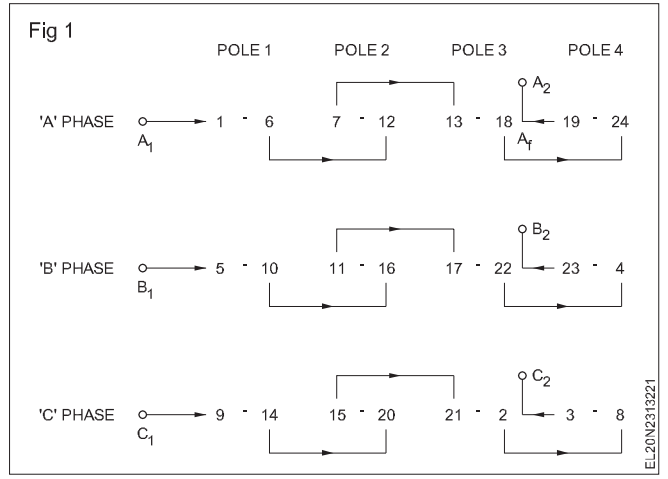 Fig 1
POLE 1 POLE 2 POLE 3 POLE 4
A2
'A' PHASE 1 - 6 7 - 12 13 - 18 19 - 24
A1 Af
B2
'B' PHASE 5 - 10 11 - 16 17 - 22 23 - 4
B1
C2
'C' PHASE 9 - 14 15 - 20 21 - 2 3 - 8
C1
EL20N2313221